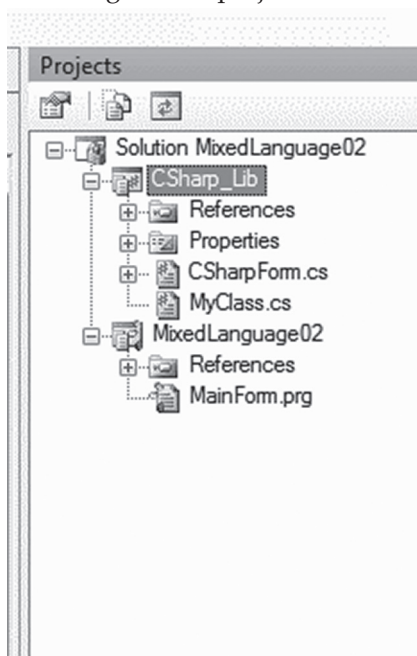 Projects
Solution MixedLanguage02
CSharp_Lib
References
Properties
CSharpForm.cs
MyClass.cs
MixedLanguage02
References
MainForm.prg